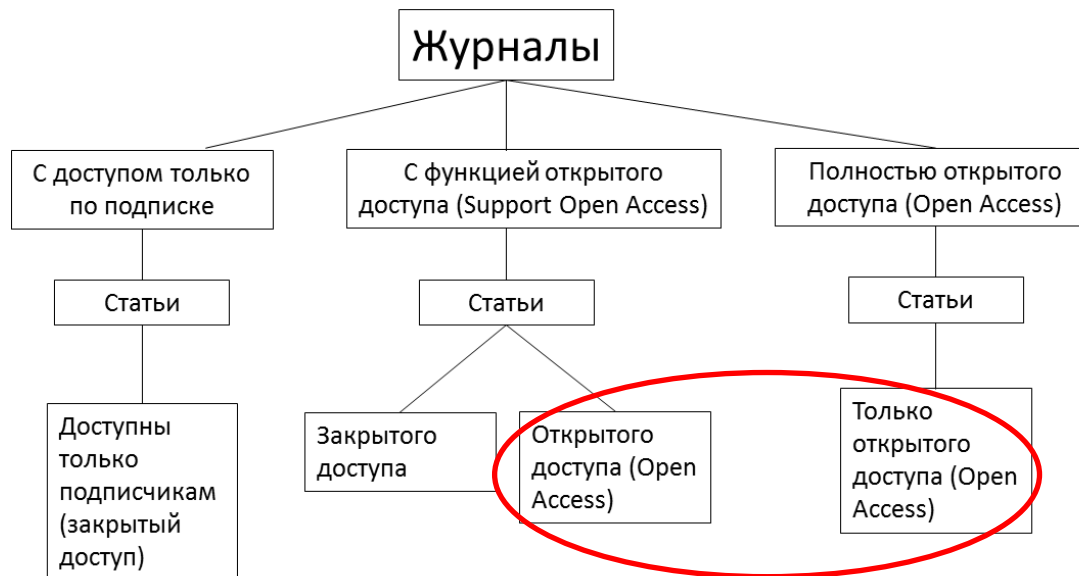 Журналы
С доступом только
по подписке
С функцией открытого
доступа (Support Open Access)
Полностью открытого
доступа (Open Access)
Статьи
Статьи
Статьи
Доступны
только
подписчикам
(закрытый
доступ)
Закрытого
доступа
Открытого
доступа (Open
Access)
Только
открытого
доступа (Open
Access)